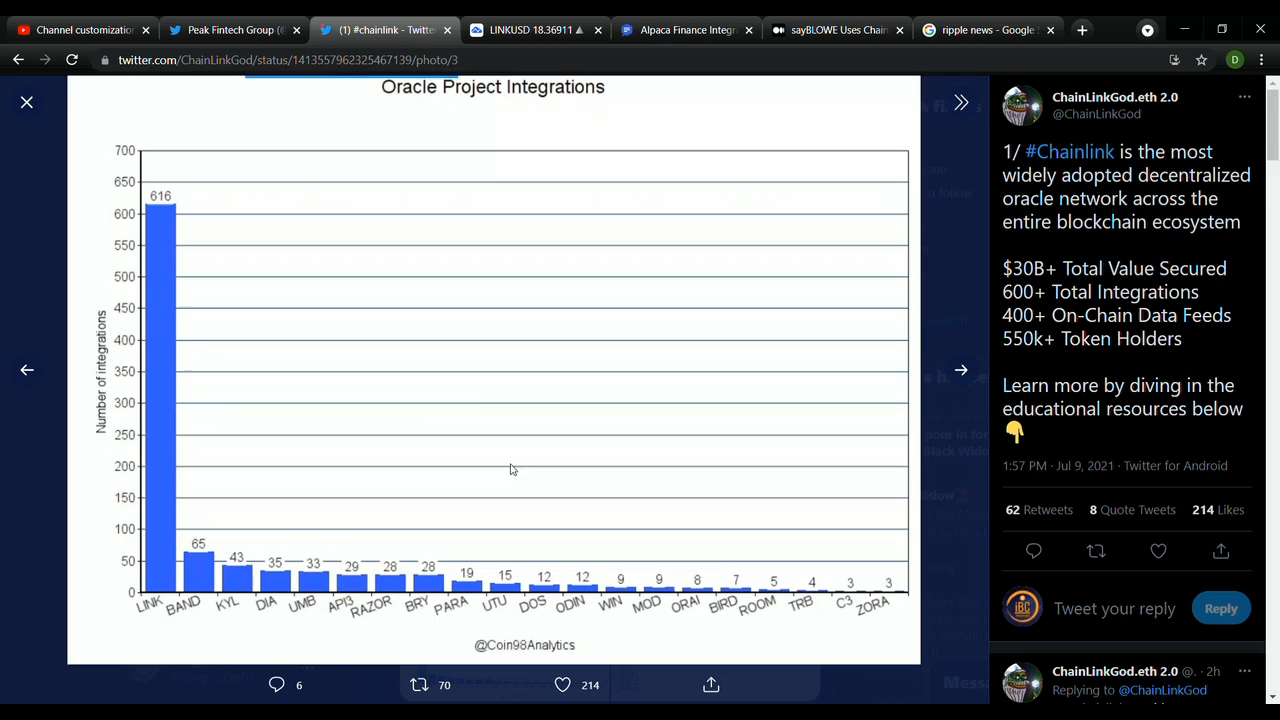 Channel customization
Peak Fintech Group (@
(1) #chainlink - Twitter
LINKUSD 18.36911 ▲
Alpaca Finance Integr
sayBLOWE Uses Chain
ripple news - Google S
twitter.com/ChainLinkGod/status/1413557962325467139/photo/3
D
Oracle Project Integrations
Number of integrations
700
650
600
550
500
450
400
350
300
250
200
150
100
50
0
616
65
43
35
33
29
28
28
19
15
12
12
9
9
8
7
5
4
3
3
LINK
BAND
KYL
DIA
UMB
API3
RAZOR
BRY
PARA
UTU
DOS
ODIN
WIN
MOD
ORAI
BIRD
ROOM
TRB
C3
ZORA
@Coin98Analytics
6
70
214
ChainLinkGod.eth 2.0
@ChainLinkGod
1/ #Chainlink is the most
widely adopted decentralized
oracle network across the
entire blockchain ecosystem
$30B+ Total Value Secured
600+ Total Integrations
400+ On-Chain Data Feeds
550k+ Token Holders
Learn more by diving in the
educational resources below
1:57 PM · Jul 9, 2021 · Twitter for Android
62 Retweets 8 Quote Tweets 214 Likes
IBC
Tweet your reply
Reply
ChainLinkGod.eth 2.0 @. · 2h
Replying to @ChainLinkGod